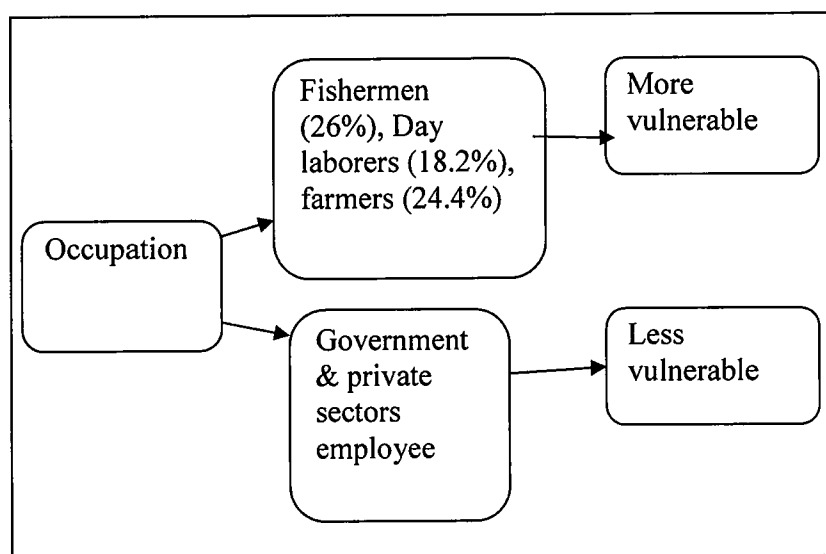 Occupation
Fishermen
(26%), Day
laborers (18.2%),
farmers (24.4%)
More
vulnerable
Government
& private
sectors
employee
Less
vulnerable